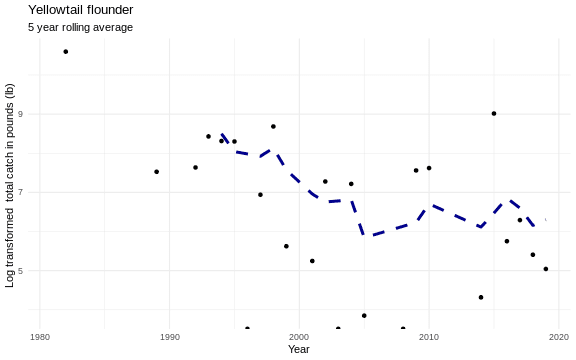 Yellowtail flounder
5 year rolling average
Log transformed  total catch in pounds (lb)
9
7
5
1980
1990
2000
2010
2020
Year